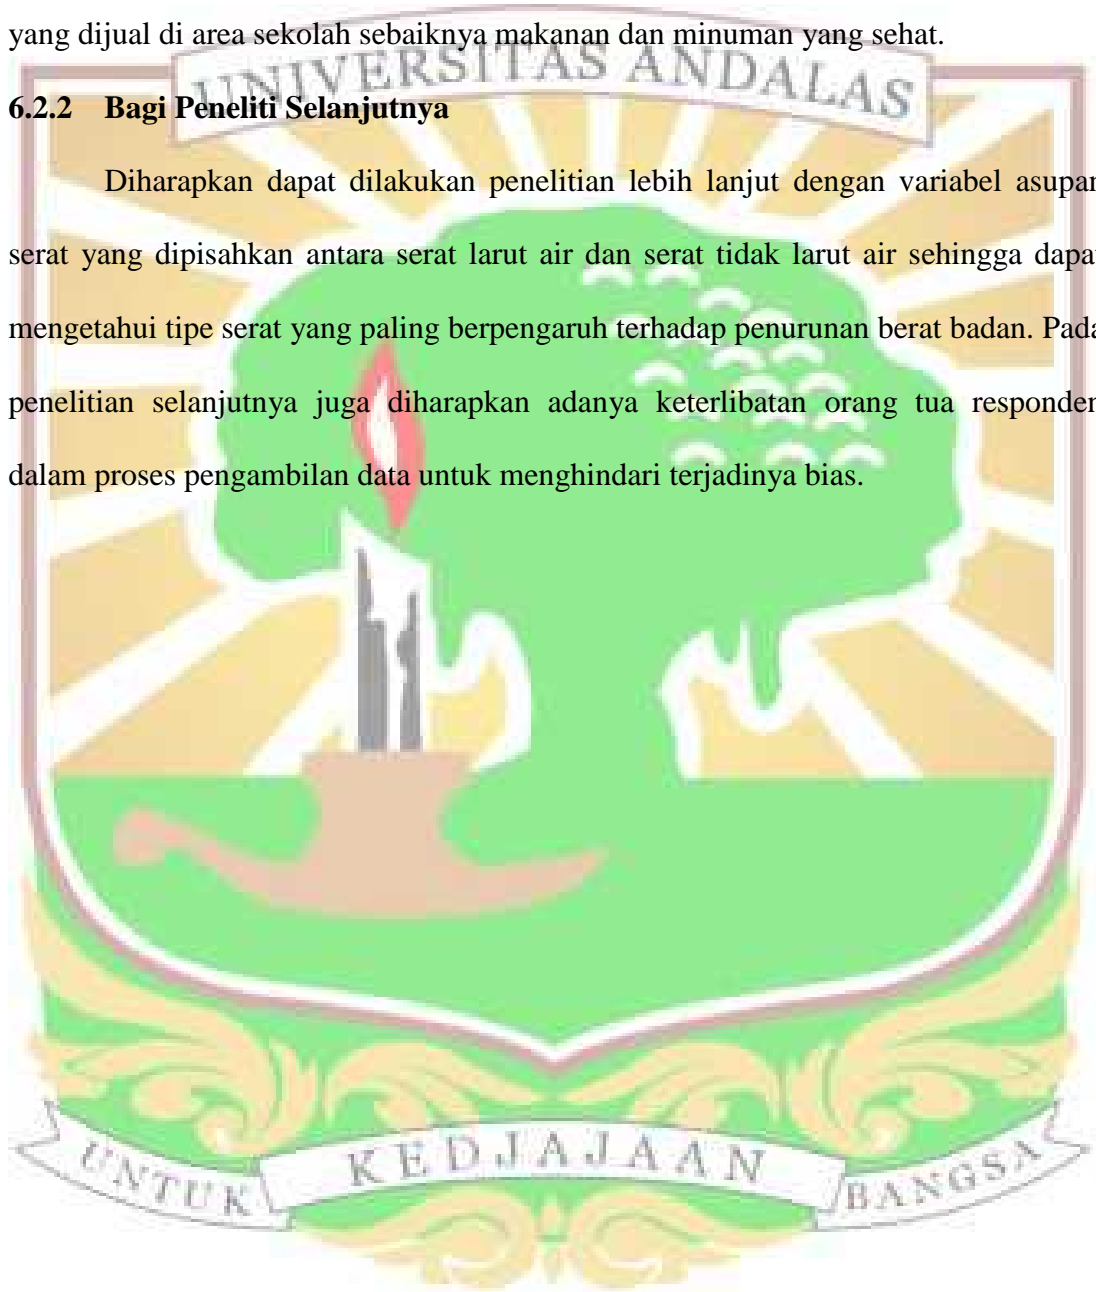 yang dijual di area sekolah sebaiknya makanan dan minuman yang sehat.
UNIVERSITAS ANDALAS
6.2.2 Bagi Peneliti Selanjutnya
Diharapkan dapat dilakukan penelitian lebih lanjut dengan variabel asupan
serat yang dipisahkan antara serat larut air dan serat tidak larut air sehingga dapat
mengetahui tipe serat yang paling berpengaruh terhadap penurunan berat badan. Pada
penelitian selanjutnya juga diharapkan adanya keterlibatan orang tua responden
dalam proses pengambilan data untuk menghindari terjadinya bias.
UNTUK KEDJAJAAN BANGSA